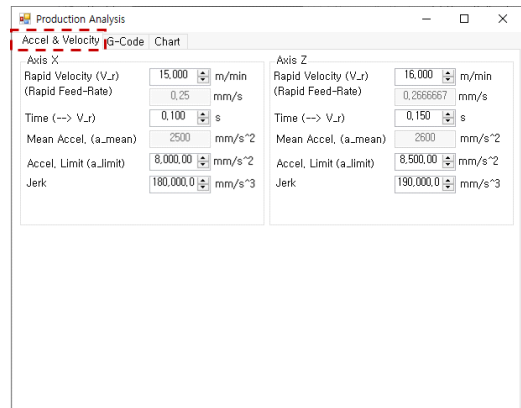 Production Analysis
Accel & Velocity G-Code Chart
Axis X
Rapid Velocity (V_r) 15,000 m/min
(Rapid Feed-Rate) 0,25 mm/s
Time (--> V_r) 0,100 s
Mean Accel, (a_mean) 2500 mm/s^2
Accel, Limit (a_limit) 8,000,00 mm/s^2
Jerk 180,000,0 mm/s^3
Axis Z
Rapid Velocity (V_r) 16,000 m/min
(Rapid Feed-Rate) 0,2666667 mm/s
Time (--> V_r) 0,150 s
Mean Accel, (a_mean) 2600 mm/s^2
Accel, Limit (a_limit) 8,500,00 mm/s^2
Jerk 190,000,0 mm/s^3